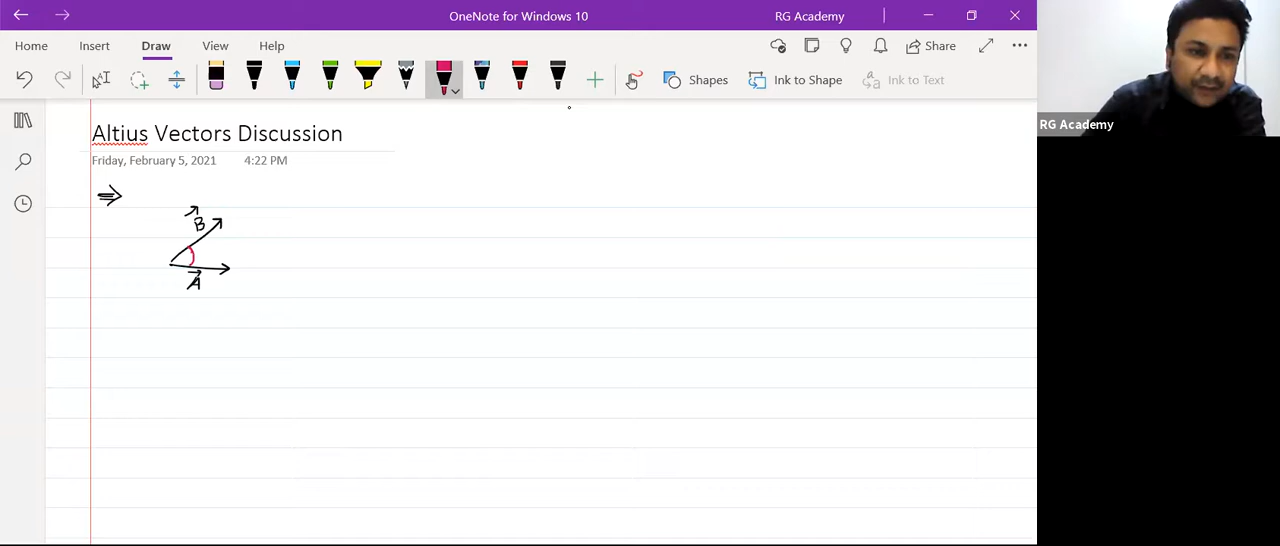 OneNote for Windows 10
RG Academy
Home Insert Draw View Help
Share
Shapes
Ink to Shape
Ink to Text
RG Academy
Altius Vectors Discussion
Friday, February 5, 2021 4:22 PM
B
A